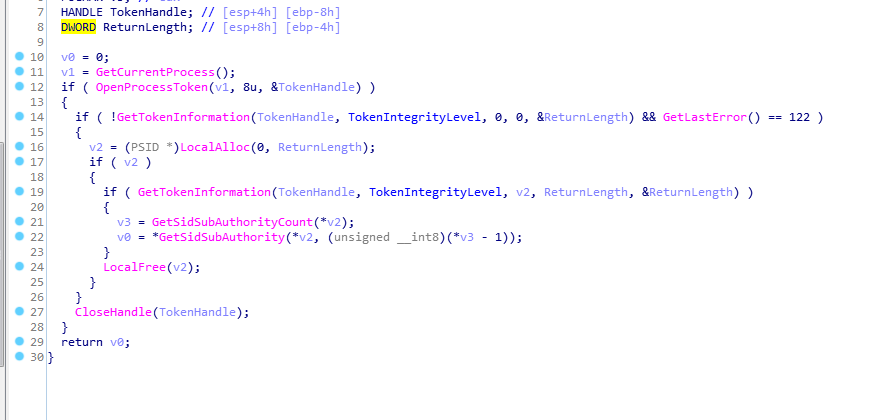 7 HANDLE TokenHandle; // [esp+4h] [ebp-8h]
8 DWORD ReturnLength; // [esp+8h] [ebp-4h]
9
10 v0 = 0;
11 v1 = GetCurrentProcess();
12 if ( OpenProcessToken(v1, 8u, &TokenHandle) )
13 {
14 if ( !GetTokenInformation(TokenHandle, TokenIntegrityLevel, 0, 0, &ReturnLength) && GetLastError() == 122 )
15 {
16 v2 = (PSID *)LocalAlloc(0, ReturnLength);
17 if ( v2 )
18 {
19 if ( GetTokenInformation(TokenHandle, TokenIntegrityLevel, v2, ReturnLength, &ReturnLength) )
20 {
21 v3 = GetSidSubAuthorityCount(*v2);
22 v0 = *GetSidSubAuthority(*v2, (unsigned __int8)(*v3 - 1));
23 }
24 LocalFree(v2);
25 }
26 }
27 CloseHandle(TokenHandle);
28 }
29 return v0;
30 }